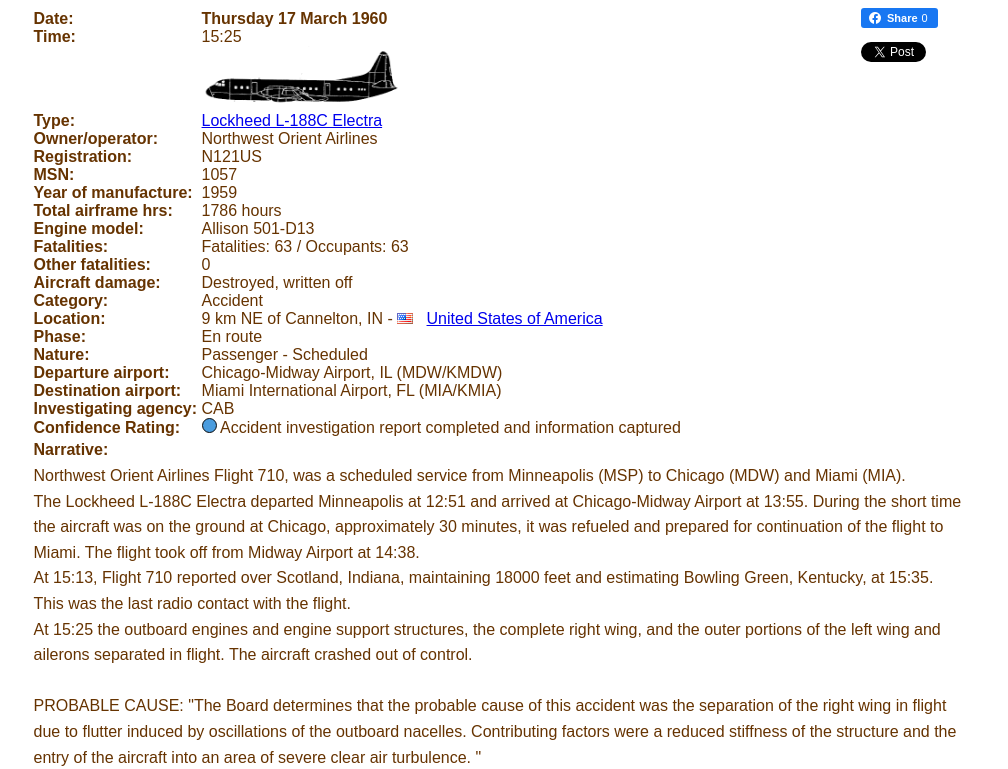 Date: Thursday 17 March 1960
Share 0
Time: 15:25
Post
Type: Lockheed L-188C Electra
Owner/operator: Northwest Orient Airlines
Registration: N121US
MSN: 1057
Year of manufacture: 1959
Total airframe hrs: 1786 hours
Engine model: Allison 501-D13
Fatalities: Fatalities: 63 / Occupants: 63
Other fatalities: 0
Aircraft damage: Destroyed, written off
Category: Accident
Location: 9 km NE of Cannelton, IN - United States of America
Phase: En route
Nature: Passenger - Scheduled
Departure airport: Chicago-Midway Airport, IL (MDW/KMDW)
Destination airport: Miami International Airport, FL (MIA/KMIA)
Investigating agency: CAB
Confidence Rating: Accident investigation report completed and information captured
Narrative:
Northwest Orient Airlines Flight 710, was a scheduled service from Minneapolis (MSP) to Chicago (MDW) and Miami (MIA).
The Lockheed L-188C Electra departed Minneapolis at 12:51 and arrived at Chicago-Midway Airport at 13:55. During the short time
the aircraft was on the ground at Chicago, approximately 30 minutes, it was refueled and prepared for continuation of the flight to
Miami. The flight took off from Midway Airport at 14:38.
At 15:13, Flight 710 reported over Scotland, Indiana, maintaining 18000 feet and estimating Bowling Green, Kentucky, at 15:35.
This was the last radio contact with the flight.
At 15:25 the outboard engines and engine support structures, the complete right wing, and the outer portions of the left wing and
ailerons separated in flight. The aircraft crashed out of control.
PROBABLE CAUSE: "The Board determines that the probable cause of this accident was the separation of the right wing in flight
due to flutter induced by oscillations of the outboard nacelles. Contributing factors were a reduced stiffness of the structure and the
entry of the aircraft into an area of severe clear air turbulence. "